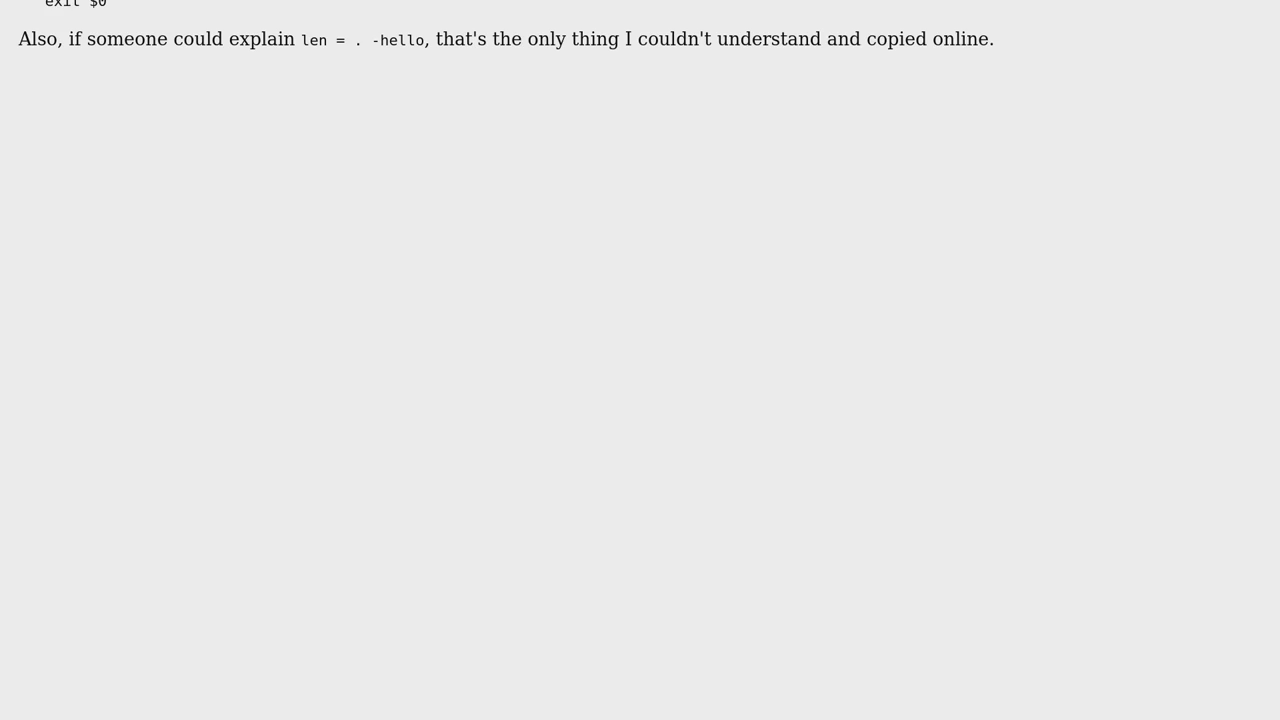 exit $0
Also, if someone could explain len = . -hello, that's the only thing I couldn't understand and copied online.